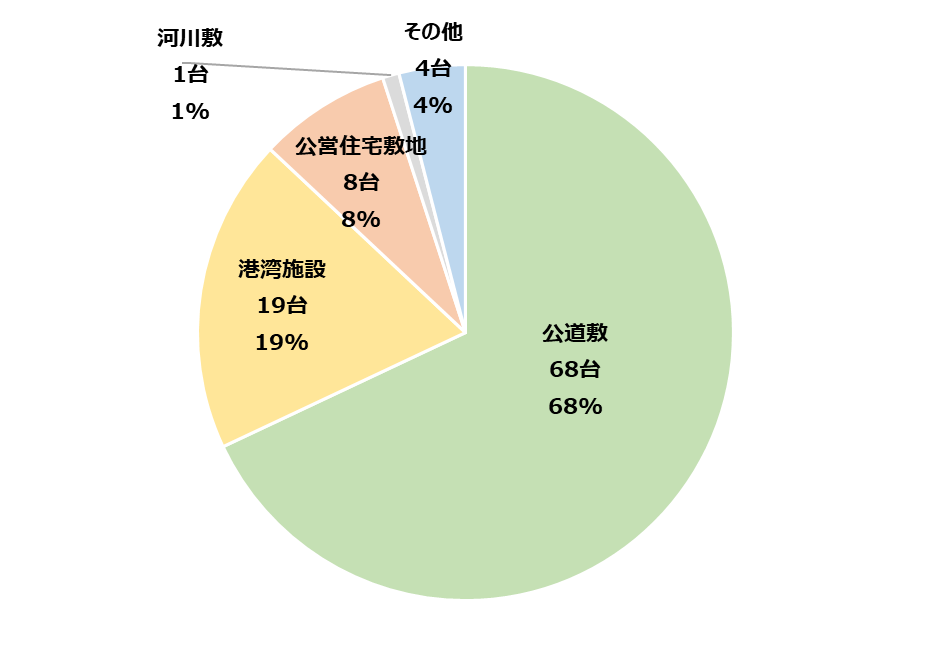 河川敷
1台
1%
その他
4台
4%
公営住宅敷地
8台
8%
港湾施設
19台
19%
公道敷
68台
68%